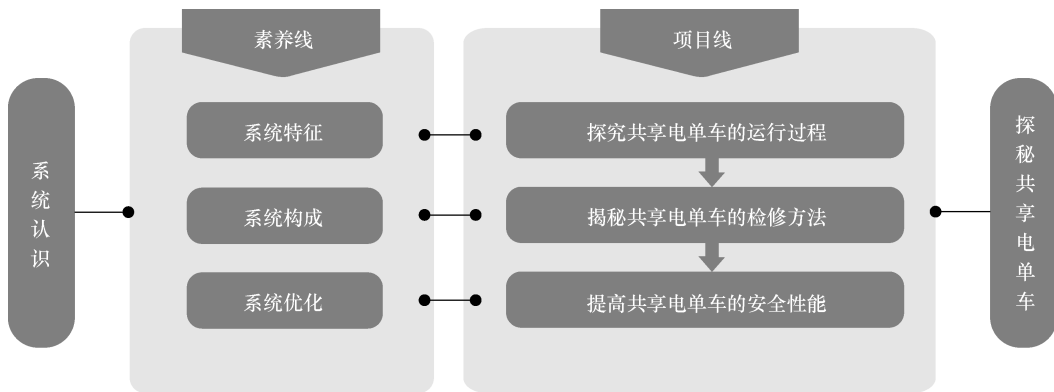 素养线
项目线
系统认识
系统特征
探究共享电单车的运行过程
系统构成
揭秘共享电单车的检修方法
系统优化
提高共享电单车的安全性能
探秘共享电单车